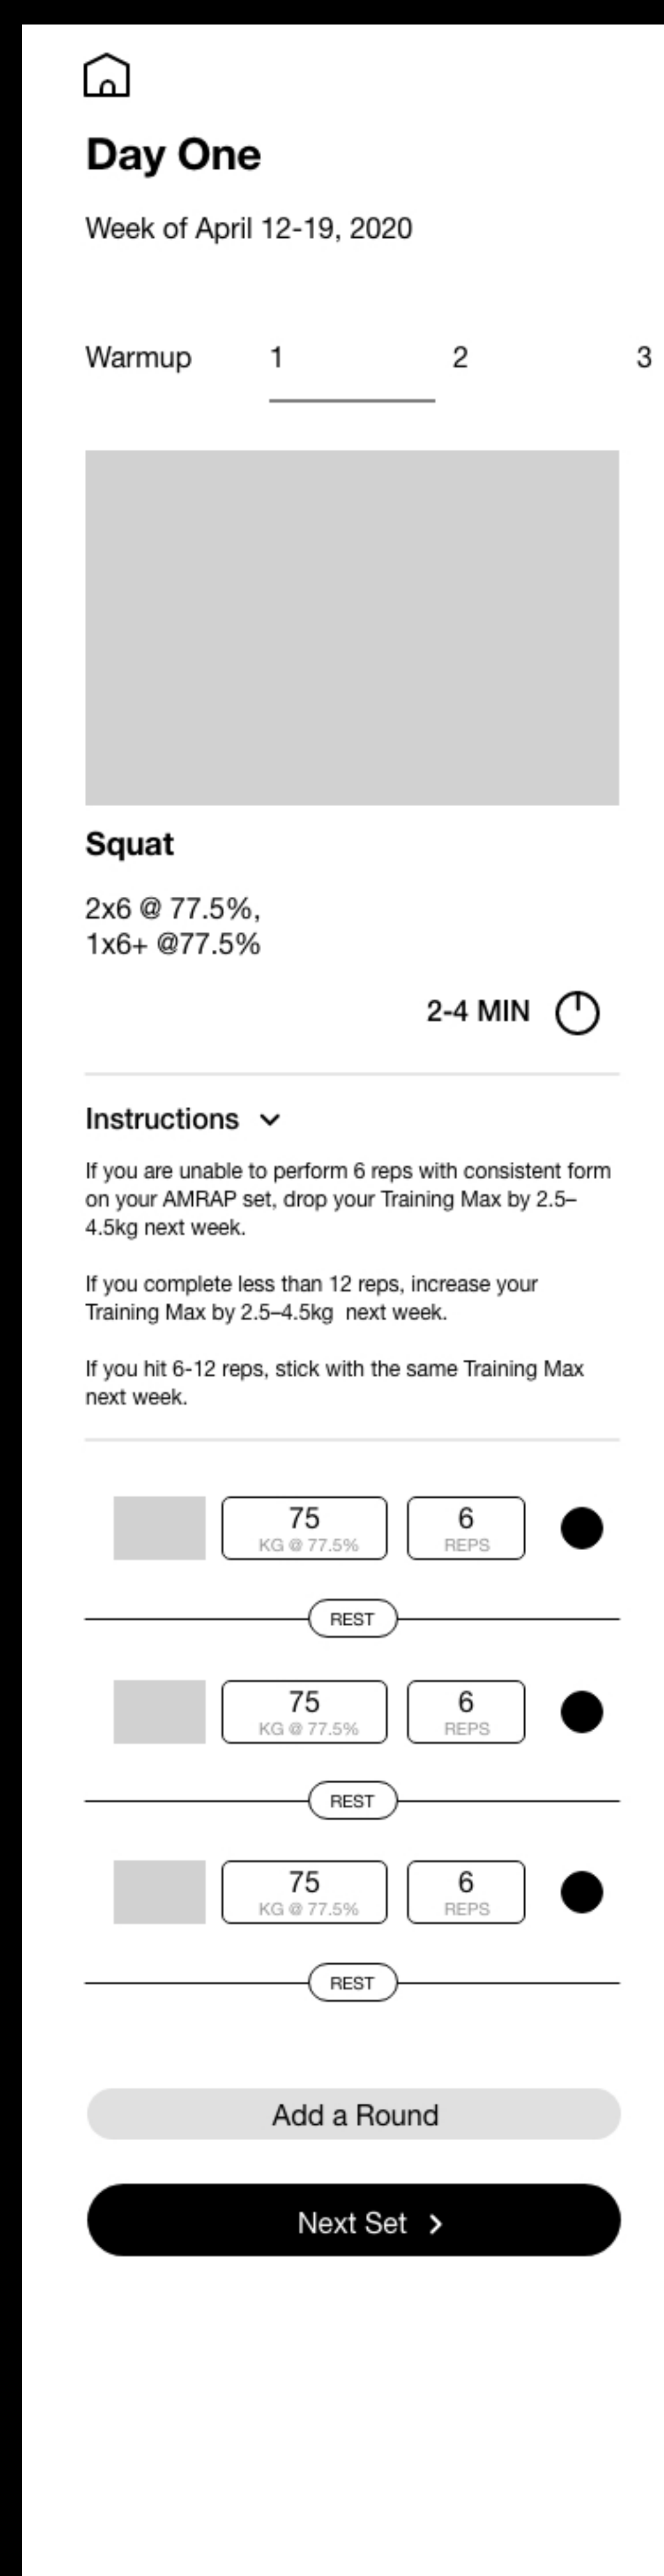 Day One
Week of April 12-19, 2020
Warmup 1 2 3
Squat
2x6 @ 77.5%,
1x6+ @77.5%
2-4 MIN
Instructions
If you are unable to perform 6 reps with consistent form
on your AMRAP set, drop your Training Max by 2.5–
4.5kg next week.
If you complete less than 12 reps, increase your
Training Max by 2.5–4.5kg  next week.
If you hit 6-12 reps, stick with the same Training Max
next week.
75 6
KG @ 77.5% REPS
REST
75 6
KG @ 77.5% REPS
REST
75 6
KG @ 77.5% REPS
REST
Add a Round
Next Set